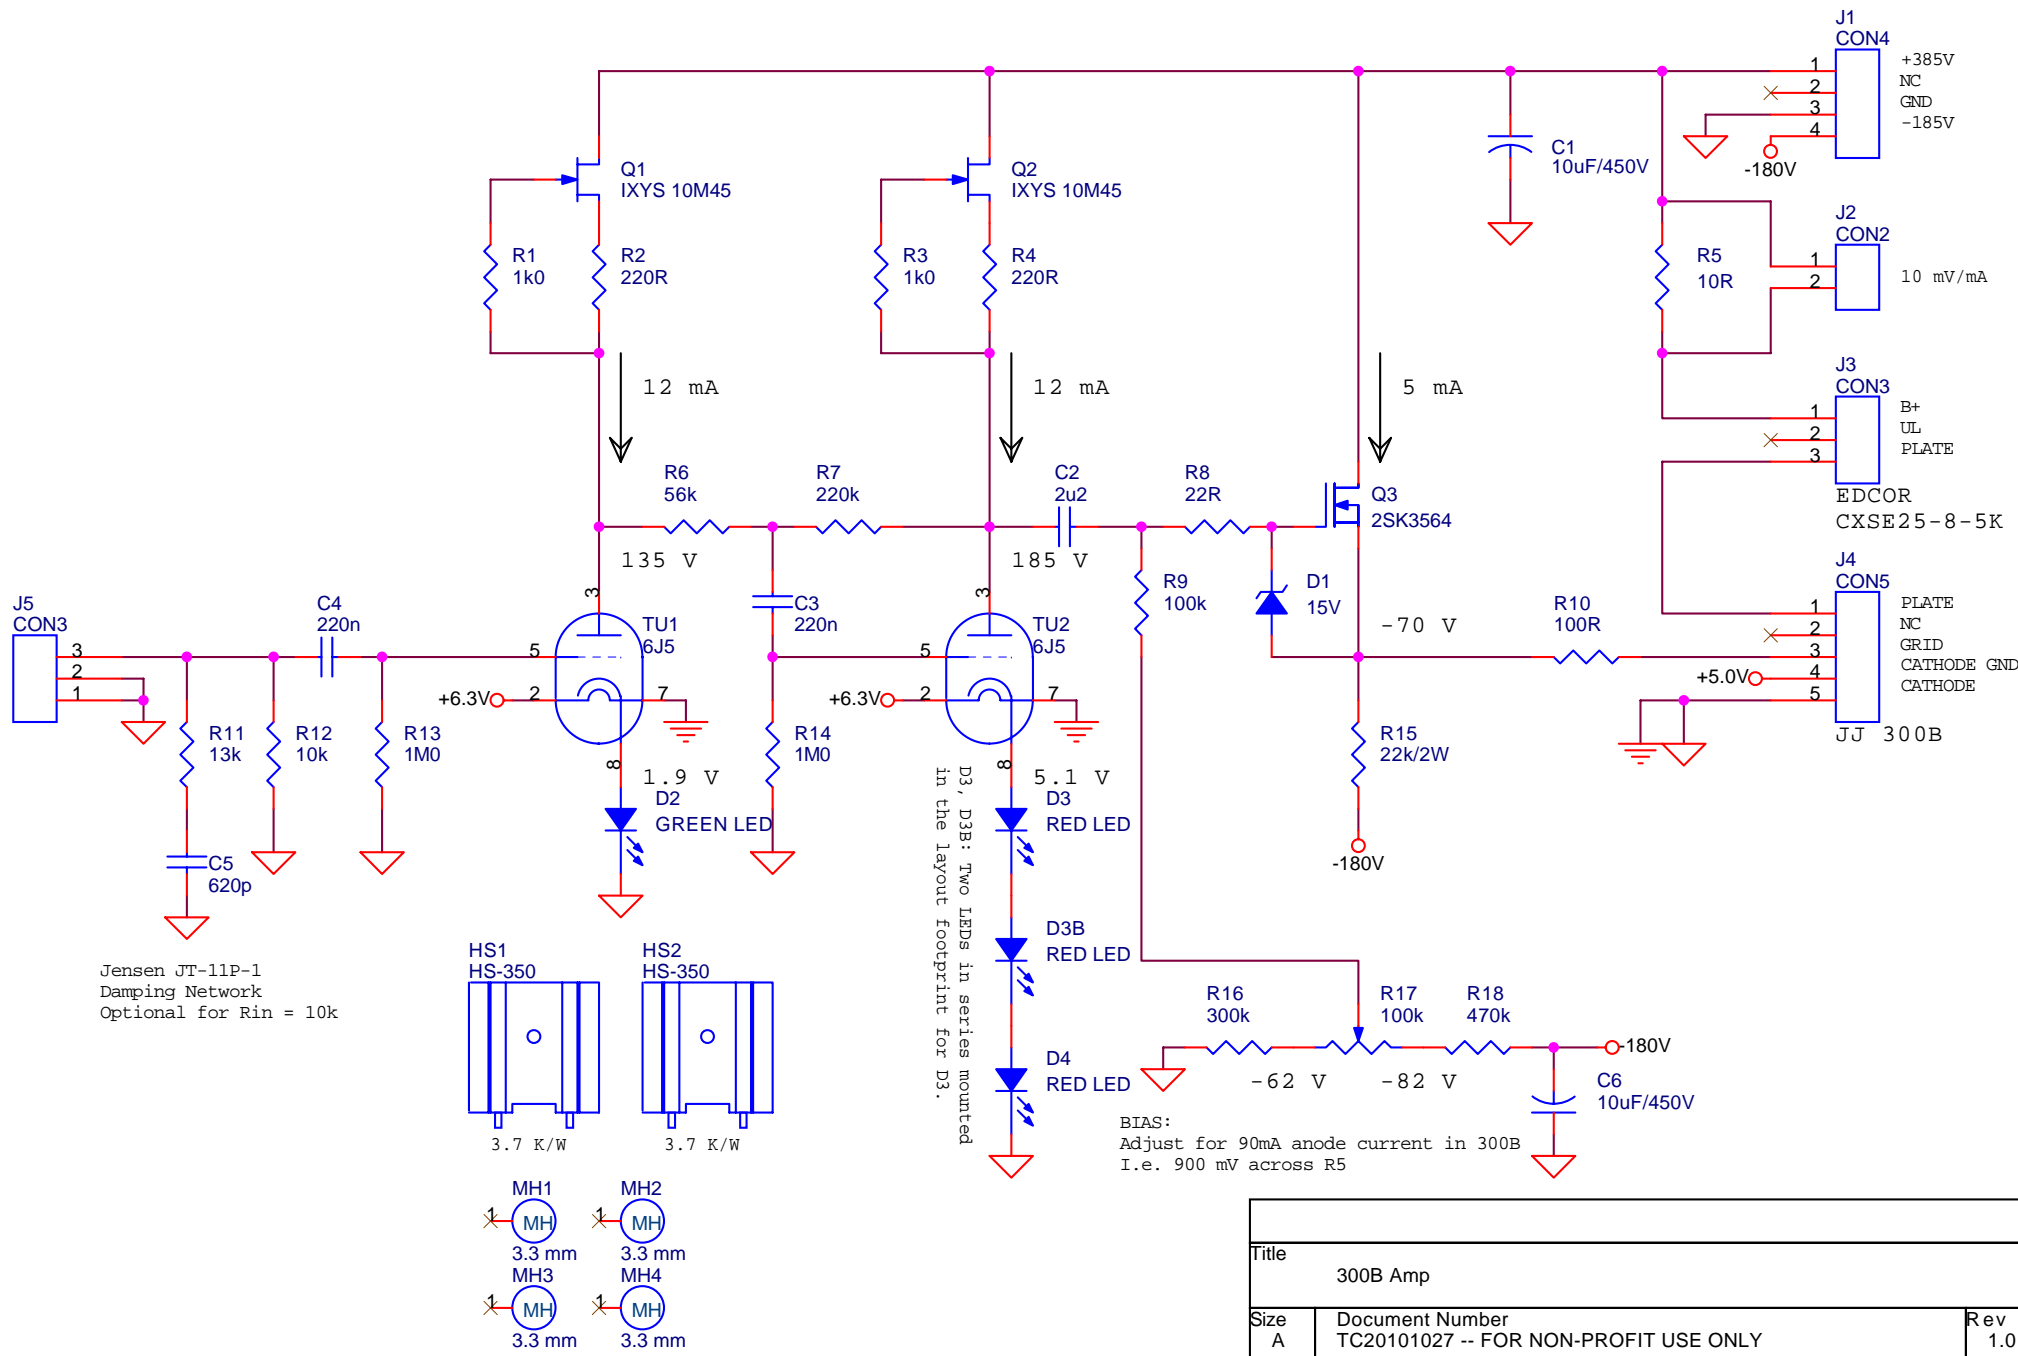 J1
CON4
1
2
3
4
+385V
NC
GND
-185V
-180V
Q1
IXYS 10M45
Q2
IXYS 10M45
C1
10uF/450V
J2
CON2
1
2
10 mV/mA
R1
1k0
R2
220R
R3
1k0
R4
220R
R5
10R
12 mA
12 mA
5 mA
J3
CON3
1
2
3
B+
UL
PLATE
EDCOR
CXSE25-8-5K
R6
56k
R7
220k
C2
2u2
R8
22R
Q3
2SK3564
135 V
185 V
J5
CON3
3
2
1
C4
220n
3
TU1
6J5
5
+6.3V
2
7
8
C3
220n
3
TU2
6J5
5
+6.3V
2
7
8
R9
100k
D1
15V
-70 V
R10
100R
J4
CON5
1
2
3
4
5
PLATE
NC
GRID
CATHODE GND
CATHODE
+5.0V
JJ 300B
R11
13k
R12
10k
R13
1M0
R14
1M0
R15
22k/2W
-180V
1.9 V
D2
GREEN LED
5.1 V
D3
RED LED
C5
620p
D3, D3B: Two LEDs in series mounted
in the layout footprint for D3.
D3B
RED LED
D4
RED LED
Jensen JT-11P-1
Damping Network
Optional for Rin = 10k
HS1
HS-350
3.7 K/W
HS2
HS-350
3.7 K/W
R16
300k
R17
100k
R18
470k
-180V
-62 V
-82 V
C6
10uF/450V
BIAS:
Adjust for 90mA anode current in 300B
I.e. 900 mV across R5
MH1
1
MH
3.3 mm
MH2
1
MH
3.3 mm
MH3
1
MH
3.3 mm
MH4
1
MH
3.3 mm
Title
300B Amp
Size
A
Document Number
TC20101027 -- FOR NON-PROFIT USE ONLY
Rev
1.0